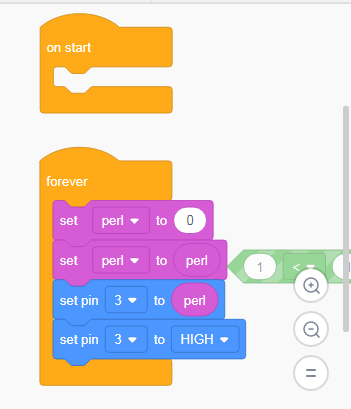 on start
forever
set perl to 0
set perl to perl
1 <
set pin 3 to perl
set pin 3 to HIGH